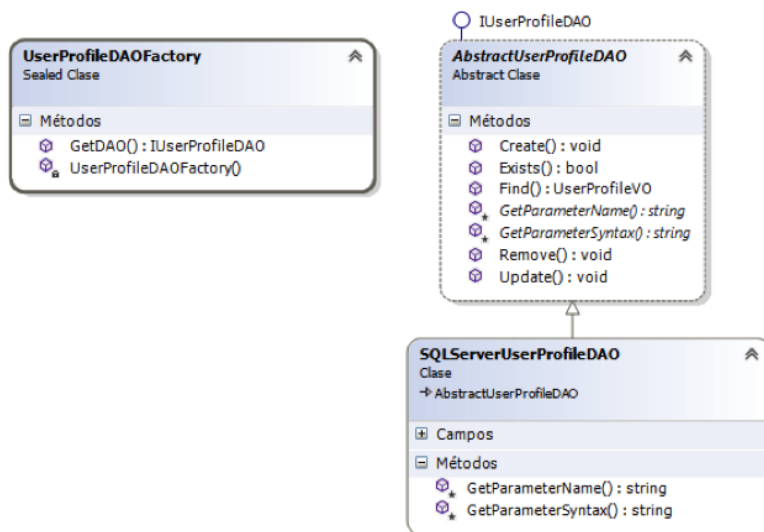 UserProfileDAOFactory
Sealed Clase
Métodos
GetDAO() : IUserProfileDAO
UserProfileDAOFactory()
IUserProfileDAO
AbstractUserProfileDAO
Abstract Clase
Métodos
Create() : void
Exists() : bool
Find() : UserProfileVO
GetParameterName() : string
GetParameterSyntax() : string
Remove() : void
Update() : void
SQLServerUserProfileDAO
Clase
AbstractUserProfileDAO
Campos
Métodos
GetParameterName() : string
GetParameterSyntax() : string